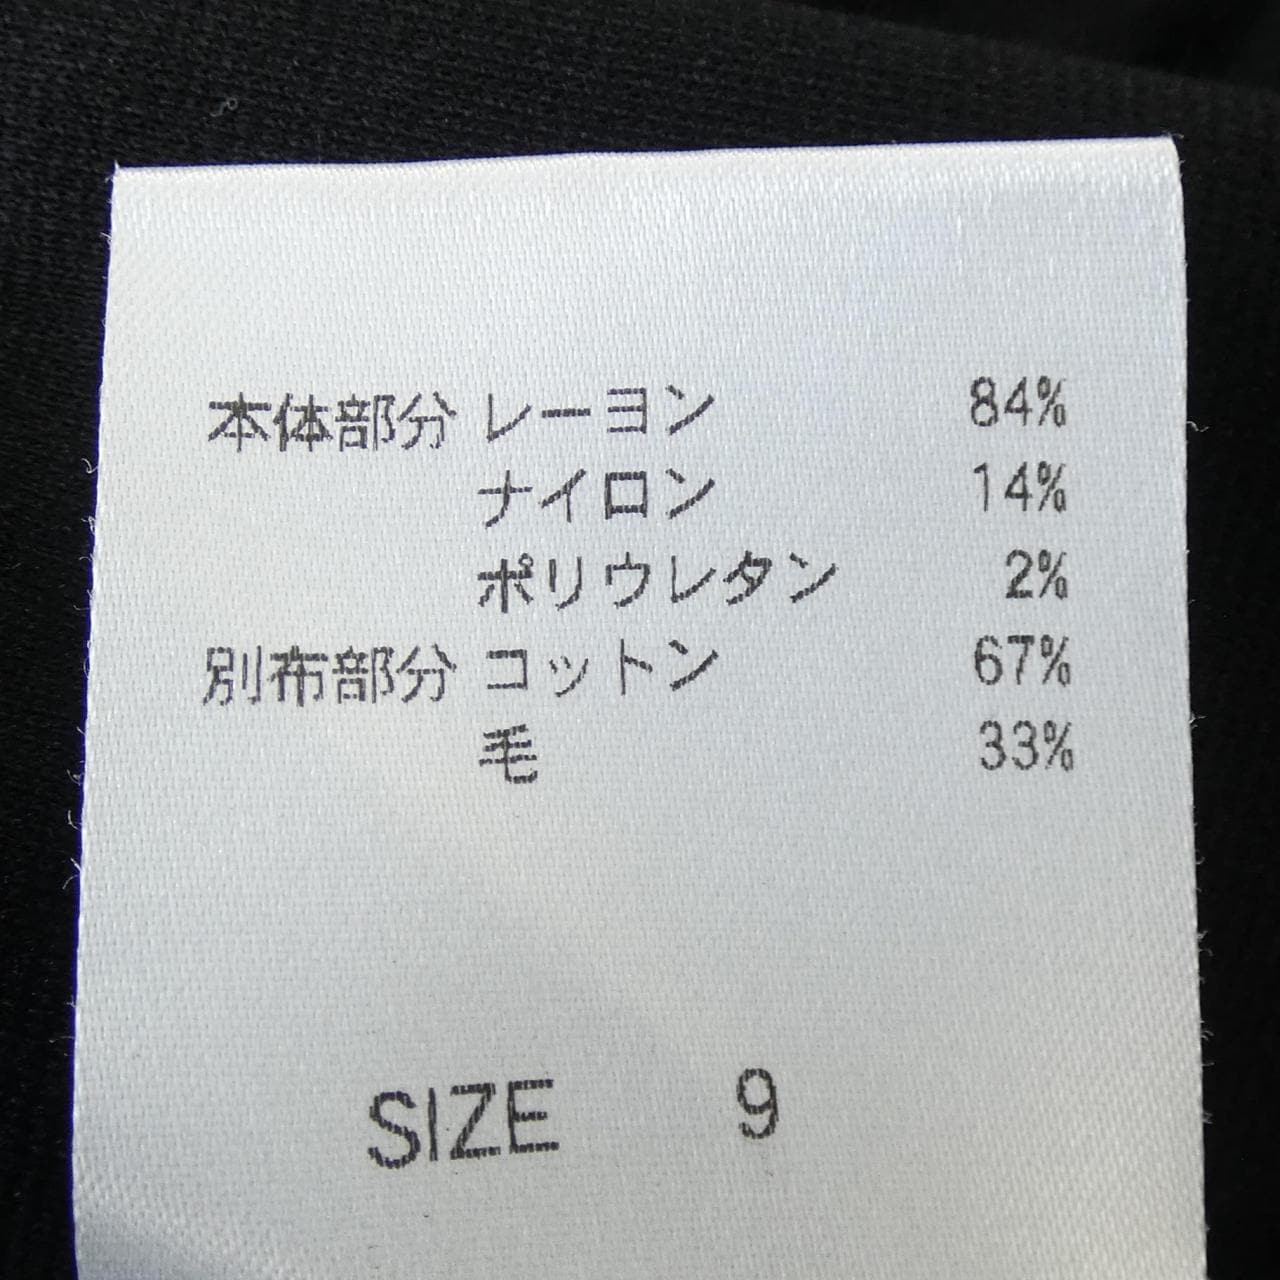 本体部分 レーヨン 84%
ナイロン 14%
ポリウレタン 2%
別布部分 コットン 67%
毛 33%
SIZE 9